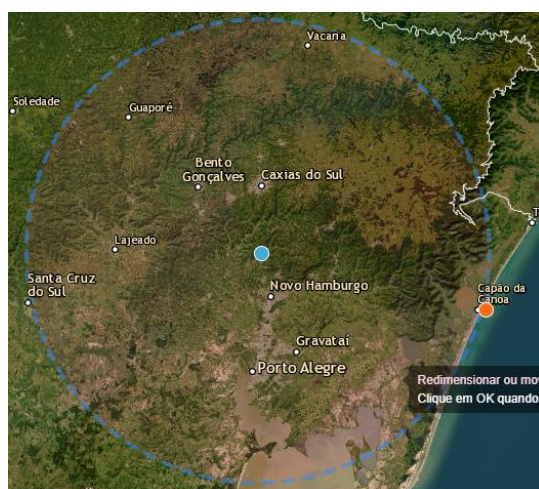 Vacaria
Soledade
Guaporé
Bento
Gonçalves
Caxias do Sul
Lajeado
Santa Cruz
do Sul
Novo Hamburgo
Capão da
Canoa
Gravataí
Porto Alegre
Redimensionar ou mov
Clique em OK quando
T